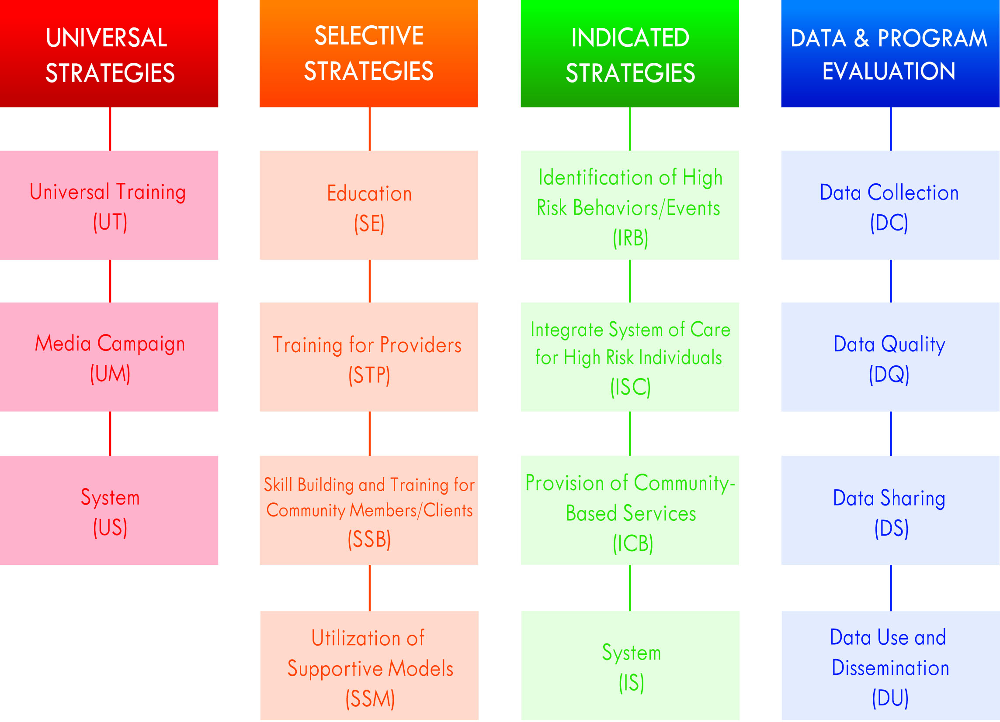 UNIVERSAL
STRATEGIES
Universal Training
(UT)
Media Campaign
(UM)
System
(US)
SELECTIVE
STRATEGIES
Education
(SE)
Training for Providers
(STP)
Skill Building and Training for
Community Members/Clients
(SSB)
Utilization of
Supportive Models
(SSM)
INDICATED
STRATEGIES
Identification of High
Risk Behaviors/Events
(IRB)
Integrate System of Care
for High Risk Individuals
(ISC)
Provision of Community-
Based Services
(ICB)
System
(IS)
DATA & PROGRAM
EVALUATION
Data Collection
(DC)
Data Quality
(DQ)
Data Sharing
(DS)
Data Use and
Dissemination
(DU)